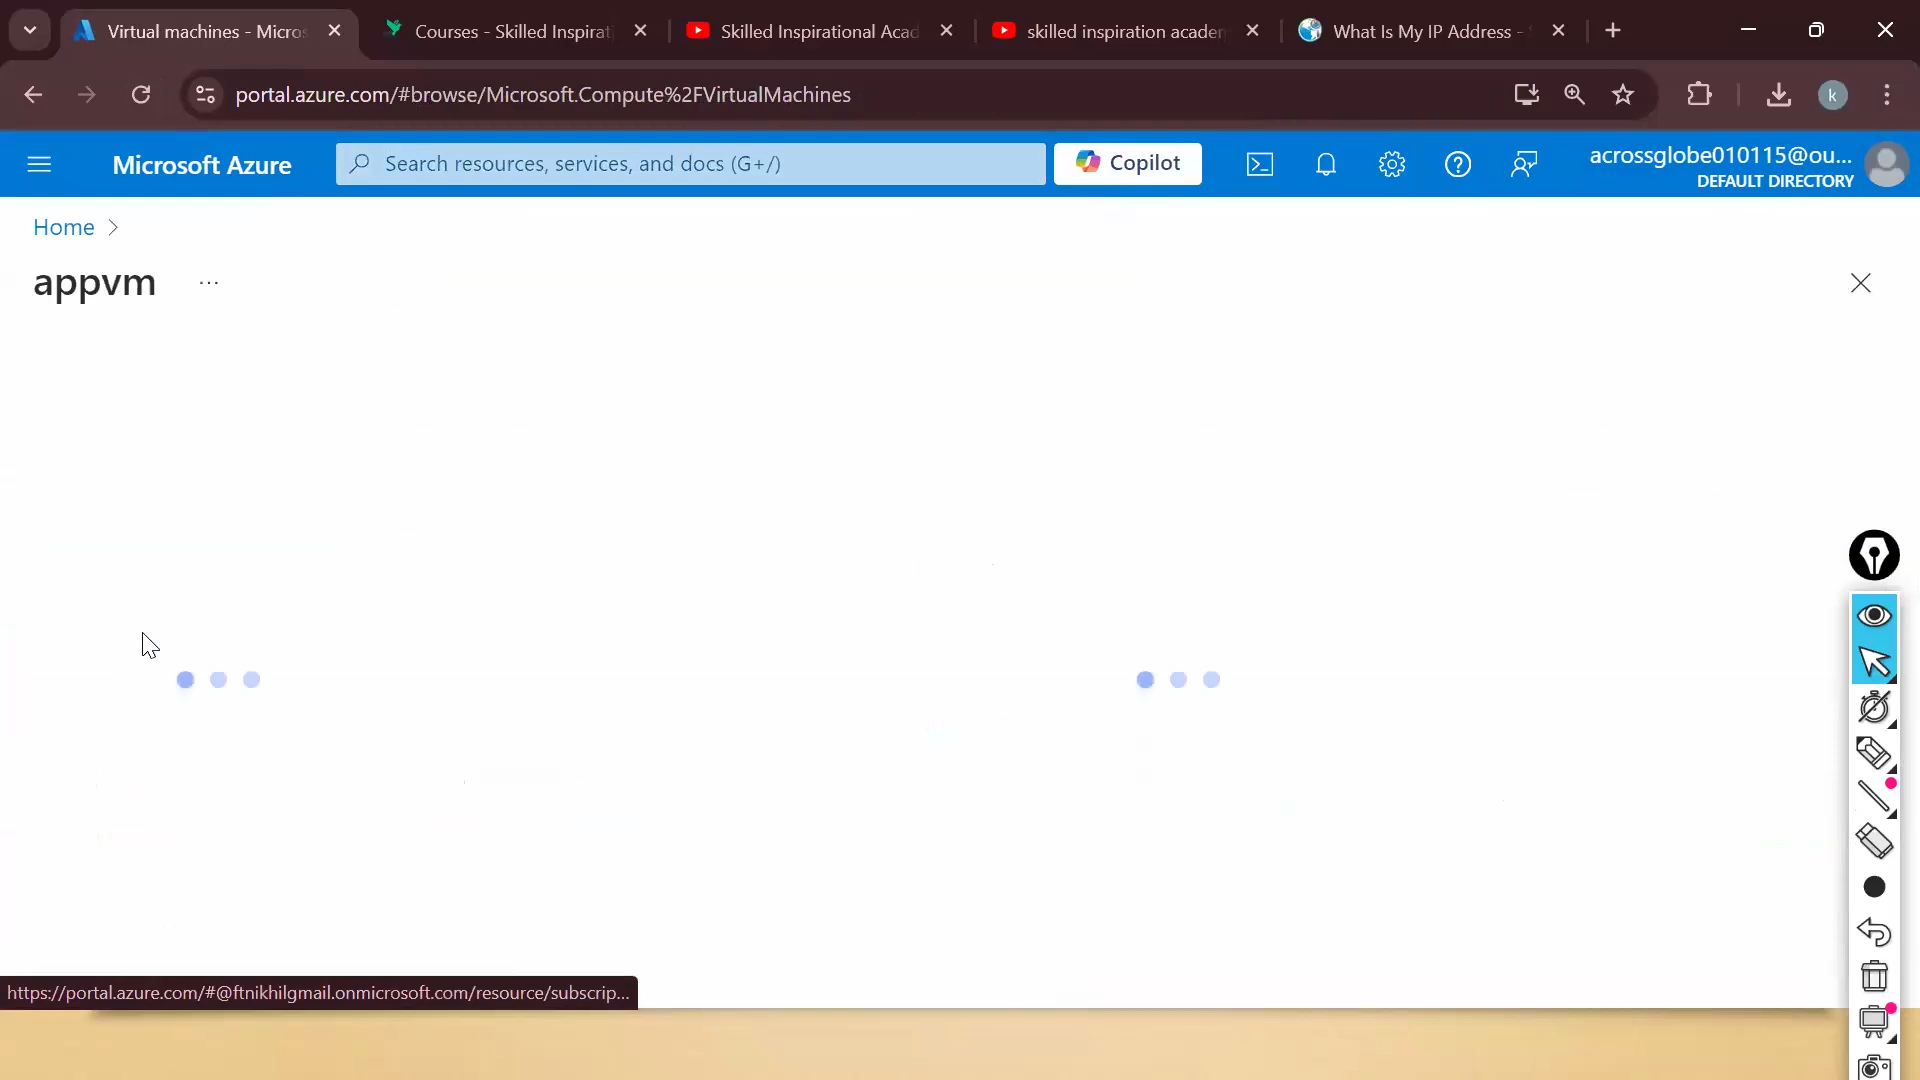 Virtual machines - Micros
Courses - Skilled Inspirati
Skilled Inspirational Acad
skilled inspiration acader
What Is My IP Address -
portal.azure.com/#browse/Microsoft.Compute%2FVirtualMachines
k
Microsoft Azure
Search resources, services, and docs (G+/)
Copilot
acrossglobe010115@ou...
DEFAULT DIRECTORY
Home
appvm
...
https://portal.azure.com/#@ftnikhilgmail.onmicrosoft.com/resource/subscrip...